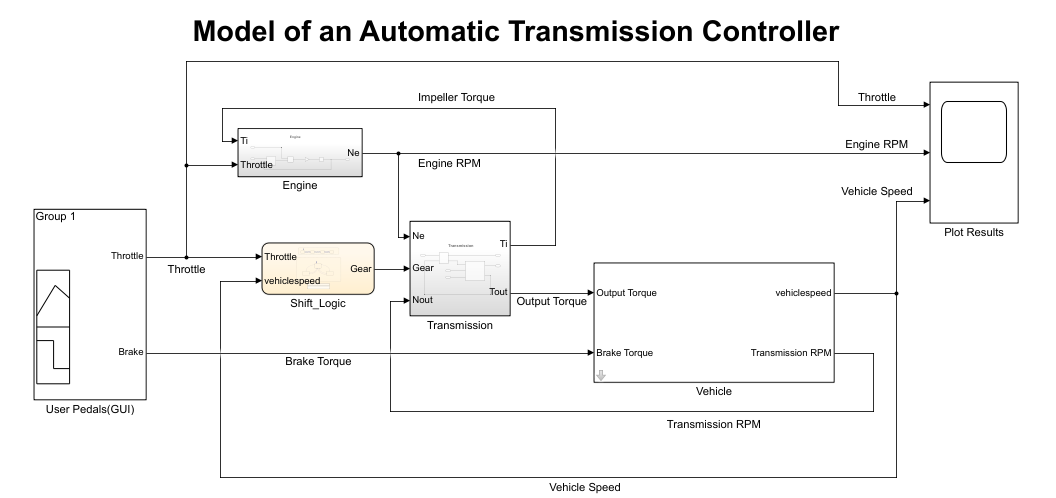 Model of an Automatic Transmission Controller
Impeller Torque
Throttle
Ti
Engine
Throttle
Ne
Engine
Engine RPM
Engine RPM
Vehicle Speed
Plot Results
Group 1
Throttle
Brake
User Pedals(GUI)
Throttle
Throttle
vehiclespeed
Gear
Shift_Logic
Ne
Gear
Nout
Transmission
Ti
Tout
Transmission
Output Torque
Output Torque
Brake Torque
vehiclespeed
Transmission RPM
Vehicle
Brake Torque
Transmission RPM
Vehicle Speed